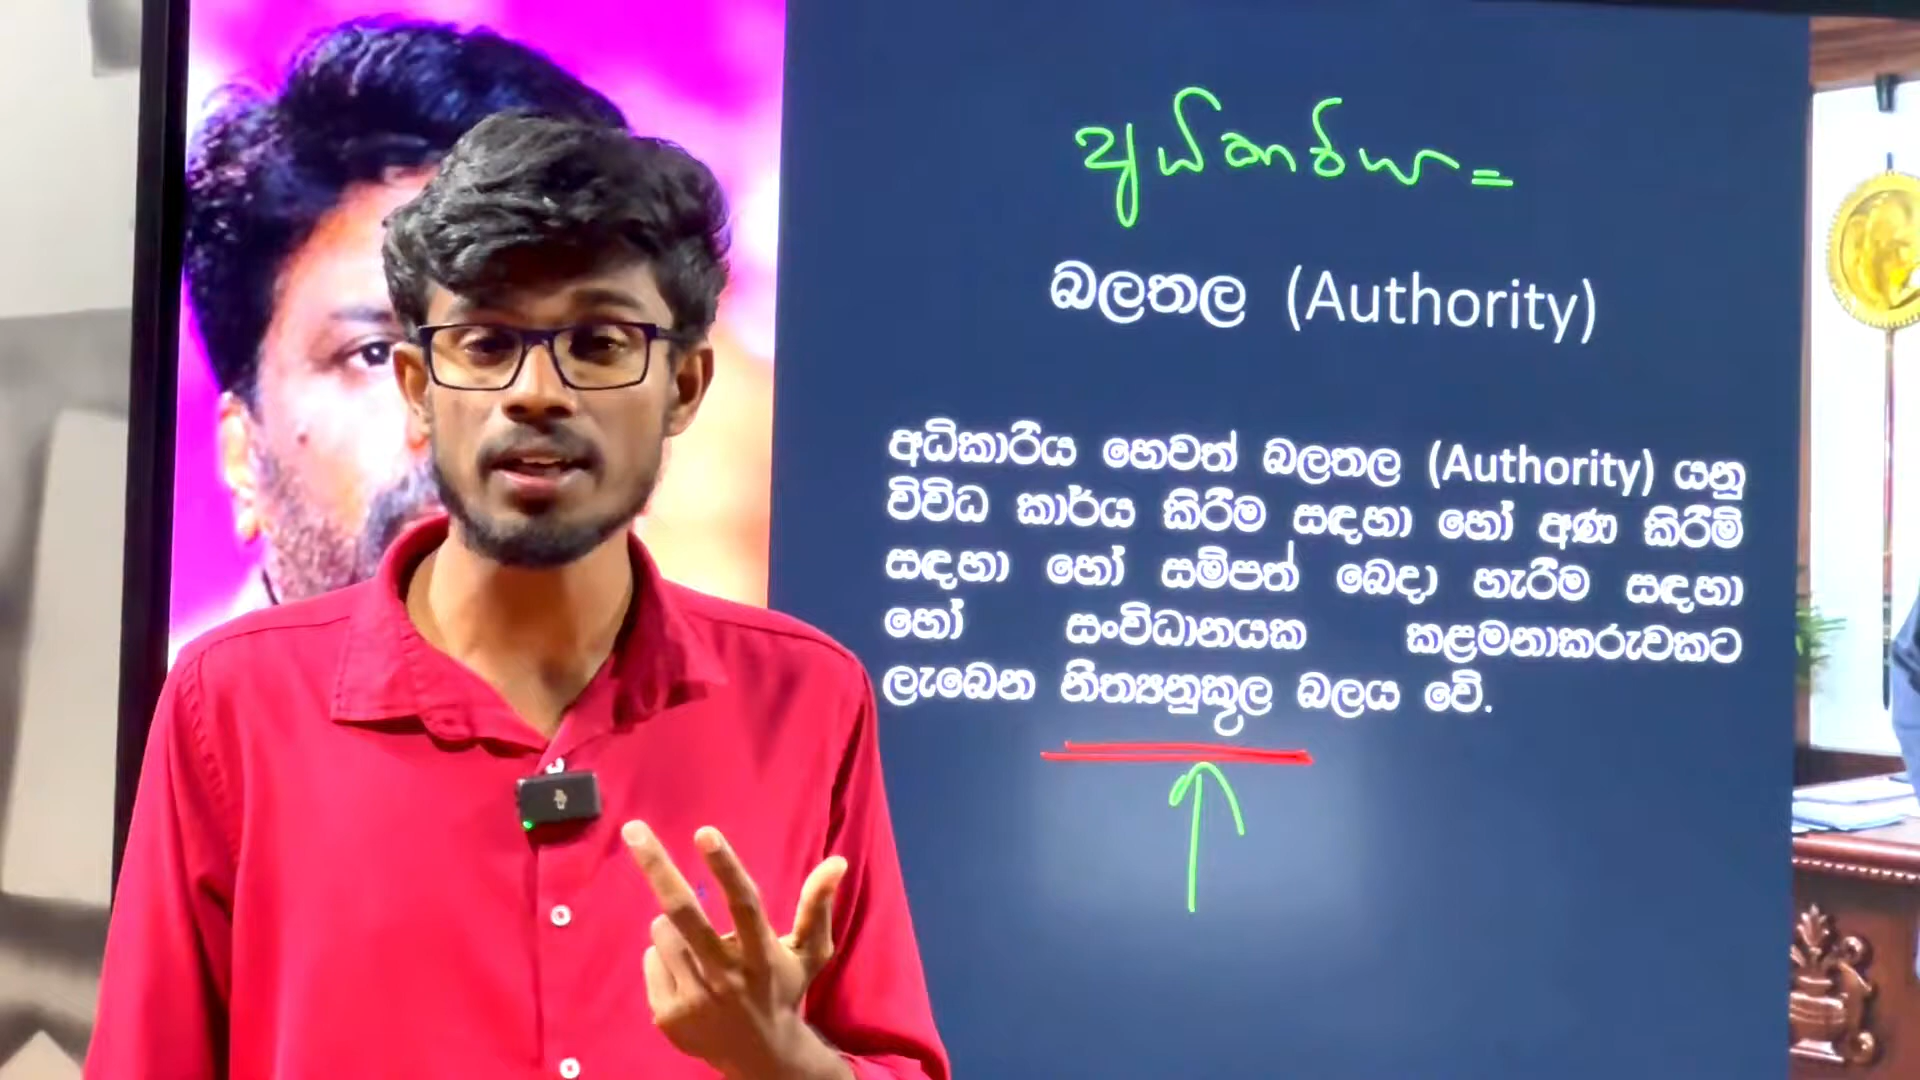 අධිකාරිය =
බලතල (Authority)
අධිකාරිය හෙවත් බලතල (Authority) යනු
විවිධ කාර්ය කිරීම සඳහා හෝ අණ කිරීම්
සඳහා හෝ සම්පත් බෙදා හැරීම සඳහා
හෝ සංවිධානයක කළමනාකරුවකට
ලැබෙන නීත්‍යනුකූල බලය වේ.